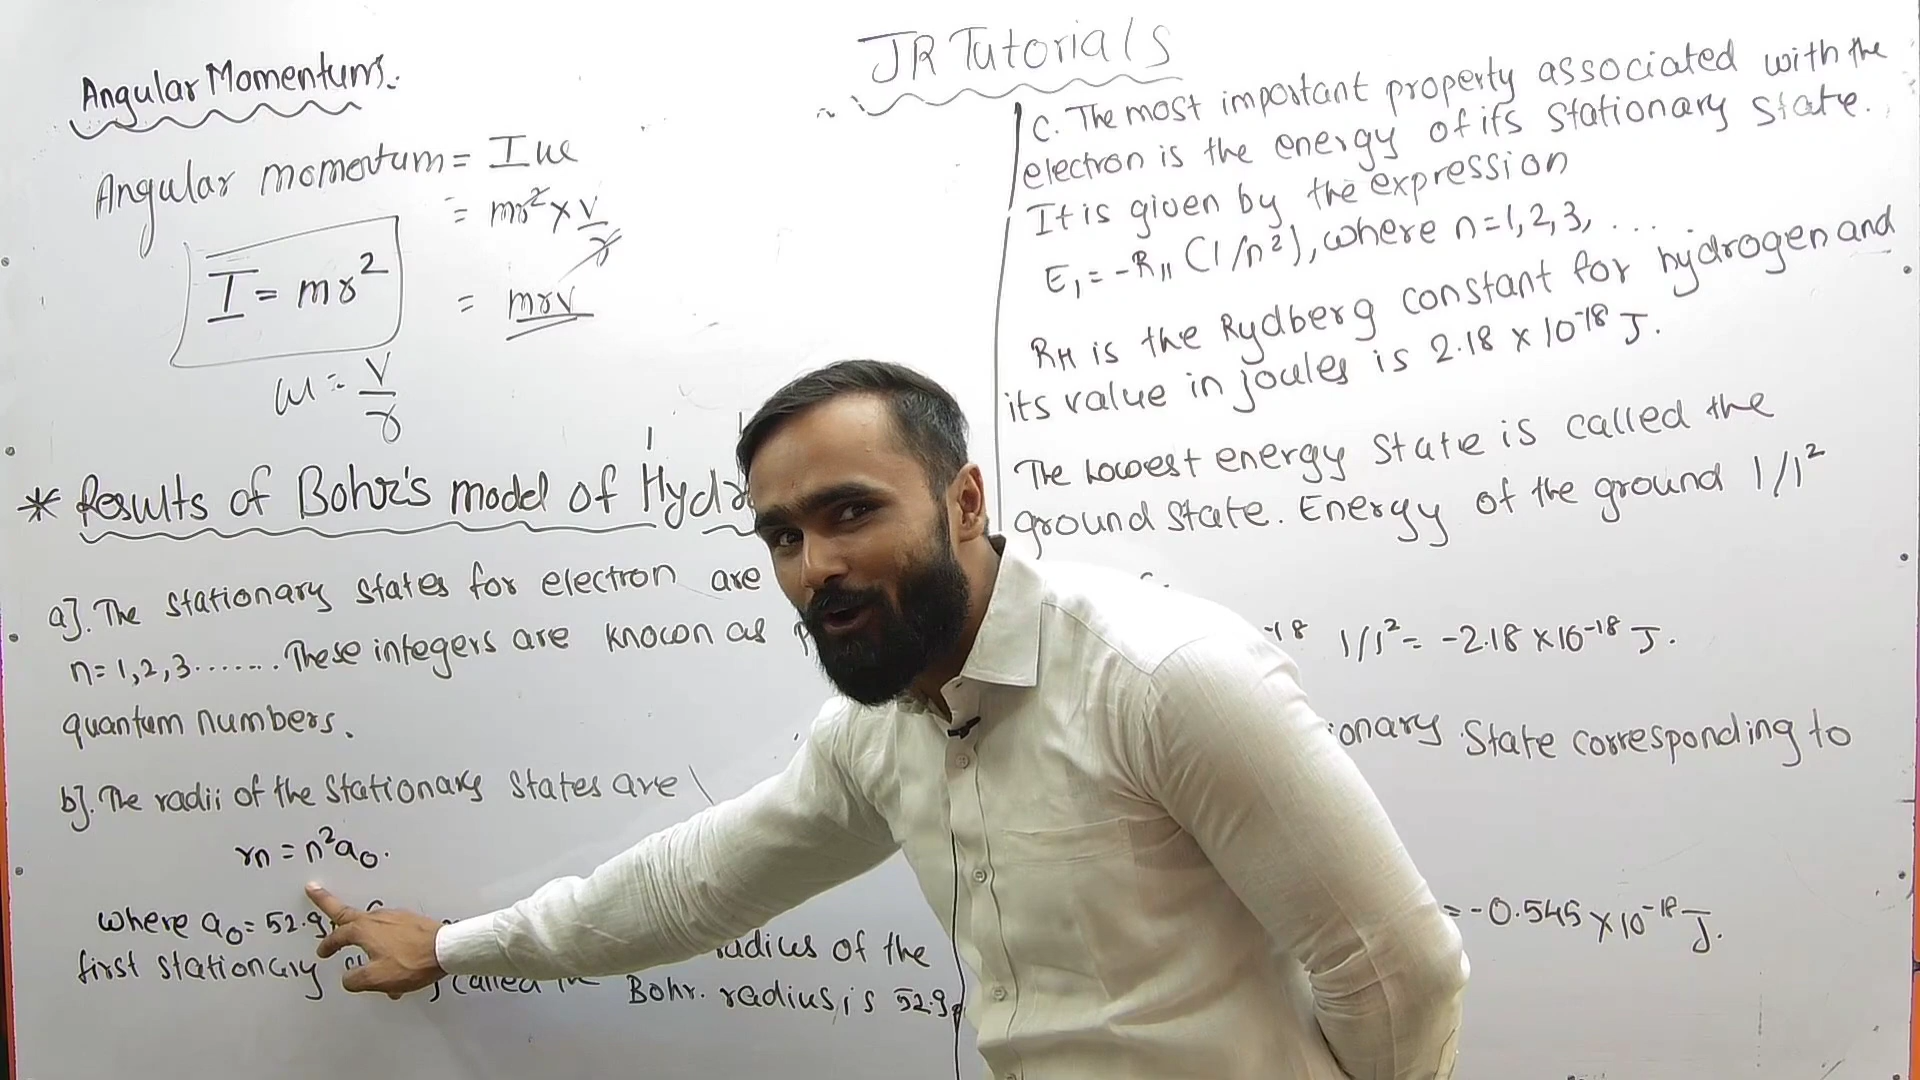 JR Tutorials
Angular Momentum.
Angular momentum = Iω
= mr² × v/r
I = mr²
= mrv
ω = v/r
* Results of Bohr's model of Hydr
a]. The stationary states for electron are
n=1,2,3....... These integers are known as
quantum numbers.
b]. The radii of the stationary states are
rn = n²a₀.
where a₀ = 52.9
first stationary called the
radius of the
Bohr. radius is 52.9
C. The most important property associated with the
electron is the energy of its stationary state.
It is given by the expression
E₁ = -RH (1/n²), where n=1,2,3, ...
RH is the Rydberg constant for hydrogen and
its value in joules is 2.18 × 10⁻¹⁸ J.
The Lowest energy state is called the
ground state. Energy of the ground 1/1²
-18 1/1² = -2.18 × 10⁻¹⁸ J.
ionary State corresponding to
= -0.545 × 10⁻¹⁸ J.